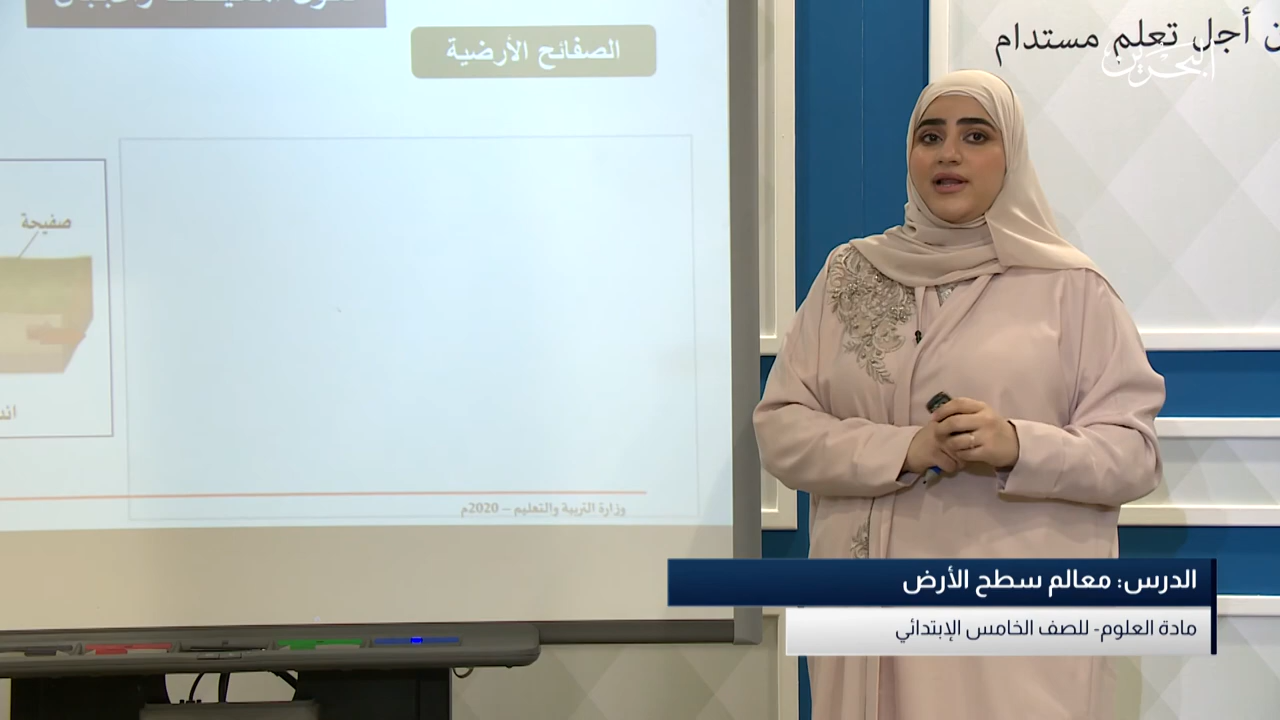 من أجل تعلم مستدام
البحرين
الصفائح الأرضية
صفيحة
وزارة التربية والتعليم – 2020م
الدرس: معالم سطح الأرض
مادة العلوم- للصف الخامس الإبتدائي